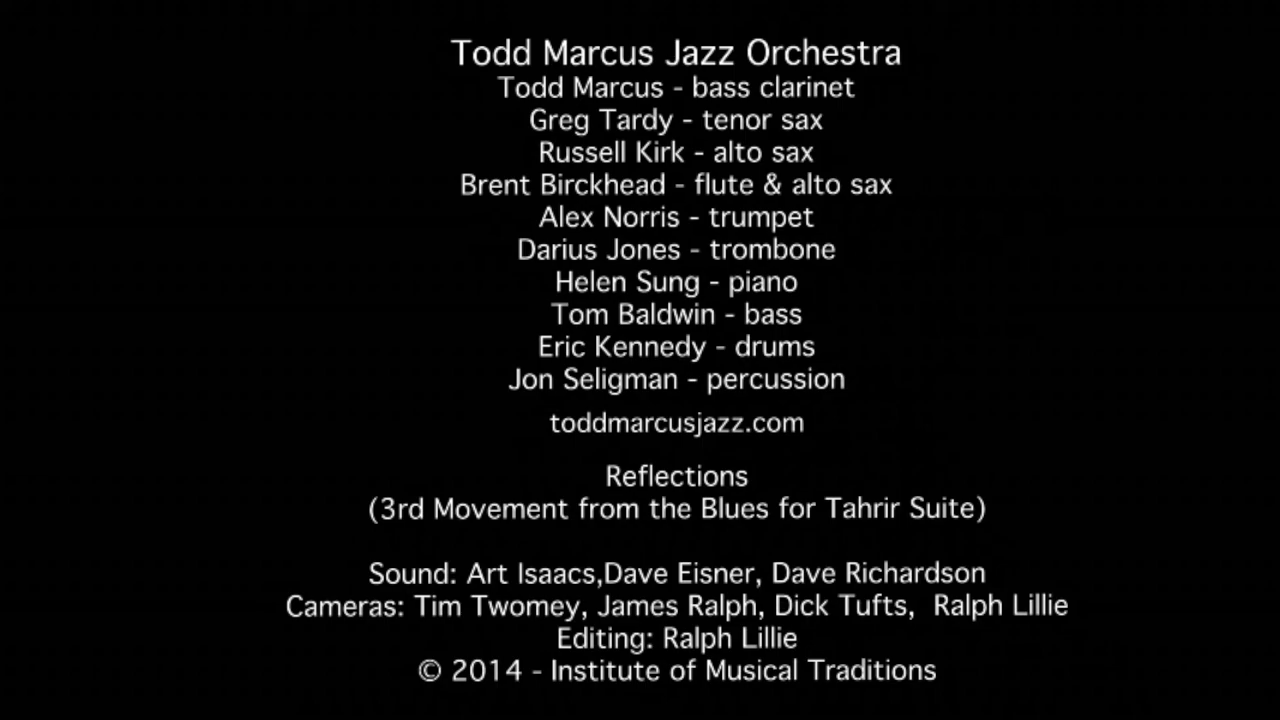 Todd Marcus Jazz Orchestra
Todd Marcus - bass clarinet
Greg Tardy - tenor sax
Russell Kirk - alto sax
Brent Birckhead - flute & alto sax
Alex Norris - trumpet
Darius Jones - trombone
Helen Sung - piano
Tom Baldwin - bass
Eric Kennedy - drums
Jon Seligman - percussion
toddmarcusjazz.com
Reflections
(3rd Movement from the Blues for Tahrir Suite)
Sound: Art Isaacs,Dave Eisner, Dave Richardson
Cameras: Tim Twomey, James Ralph, Dick Tufts,  Ralph Lillie
Editing: Ralph Lillie
© 2014 - Institute of Musical Traditions